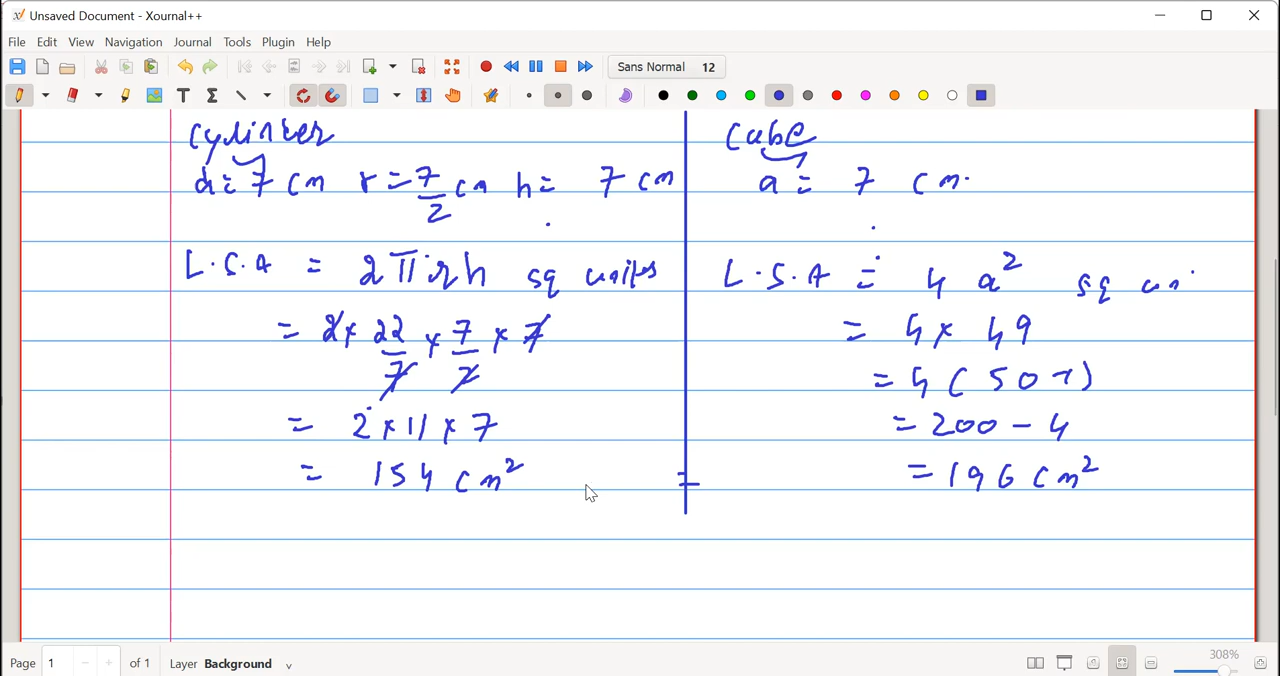 Unsaved Document - Xournal++
File Edit View Navigation Journal Tools Plugin Help
Sans Normal 12
T Σ
Cylinder
d = 7 cm r = 7/2 cm h = 7 cm
L.S.A = 2πrh sq units
= 2 × 22/7 × 7/2 × 7
= 2 × 11 × 7
= 154 cm²
Cube
a = 7 cm.
L.S.A = 4a² sq un
= 4 × 49
= 4(50-1)
= 200 - 4
= 196 cm²
Page 1 of 1 Layer Background 308%